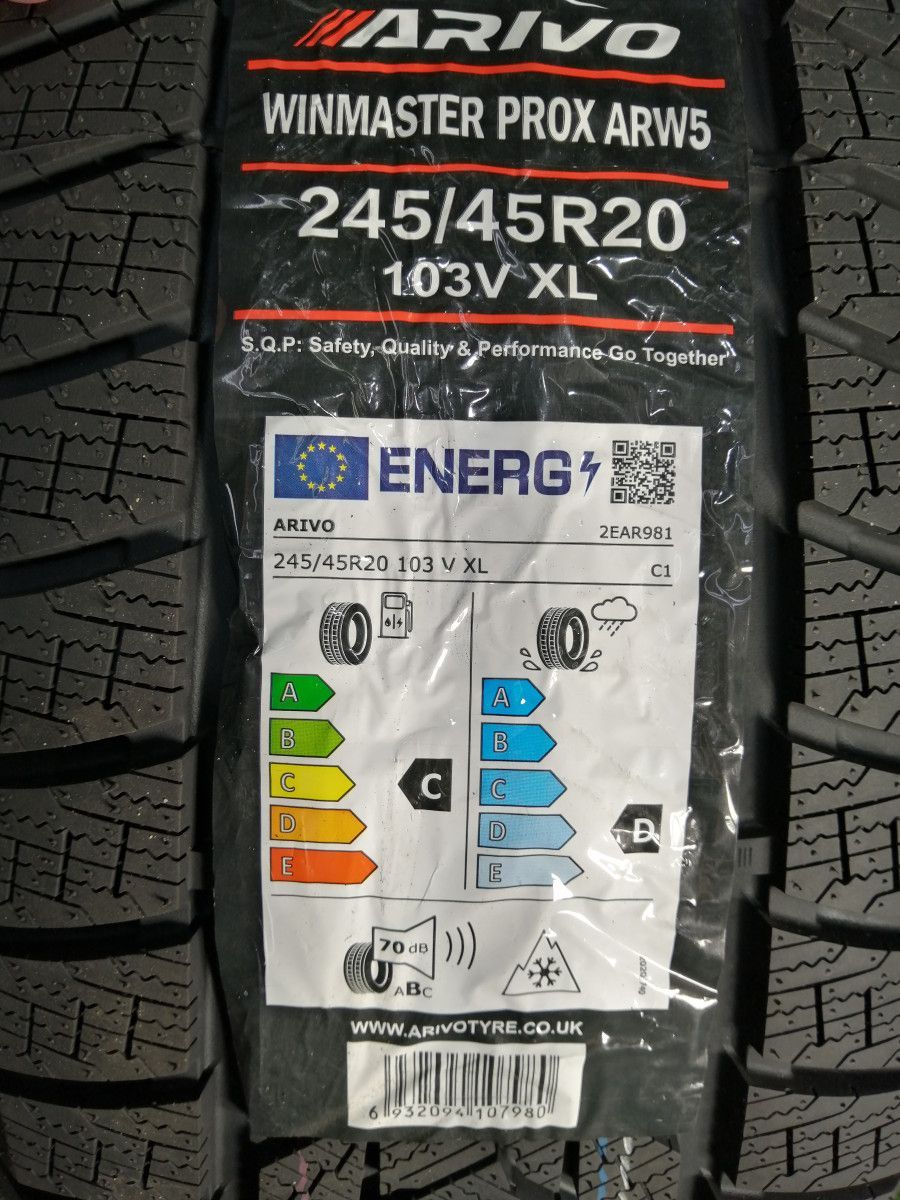 ARIVO
WINMASTER PROX ARW5
245/45R20
103V XL
S.Q.P: Safety, Quality & Performance Go Together
ENERG
ARIVO 2EAR981
245/45R20 103 V XL C1
A A
B B
C C C
D D D
E E
70 dB
ABC
WWW.ARIVOTYRE.CO.UK
6 932094 107980